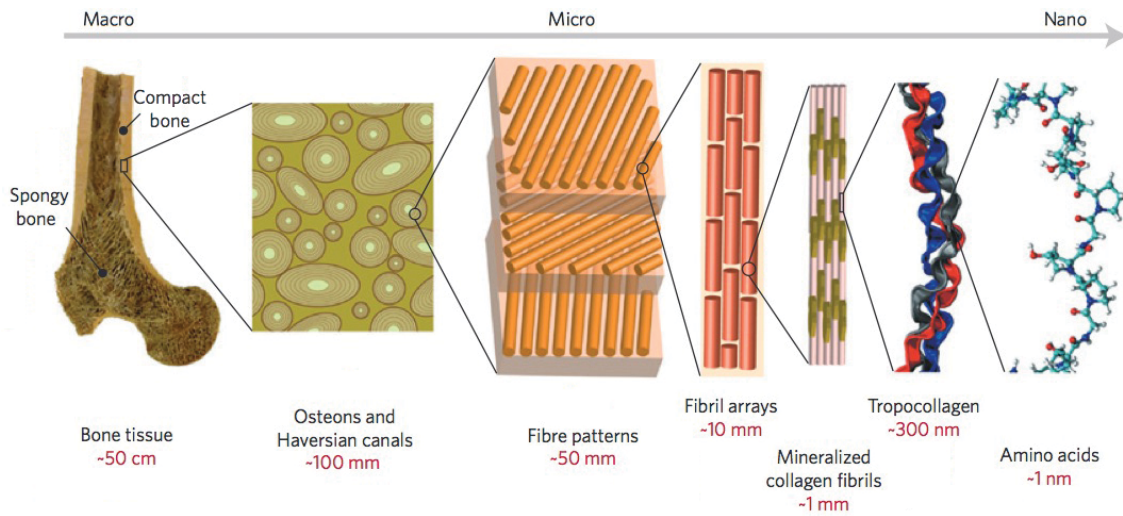 Macro
Micro
Nano
Compact
bone
Spongy
bone
Bone tissue
~50 cm
Osteons and
Haversian canals
~100 mm
Fibre patterns
~50 mm
Fibril arrays
~10 mm
Mineralized
collagen fibrils
~1 mm
Tropocollagen
~300 nm
Amino acids
~1 nm